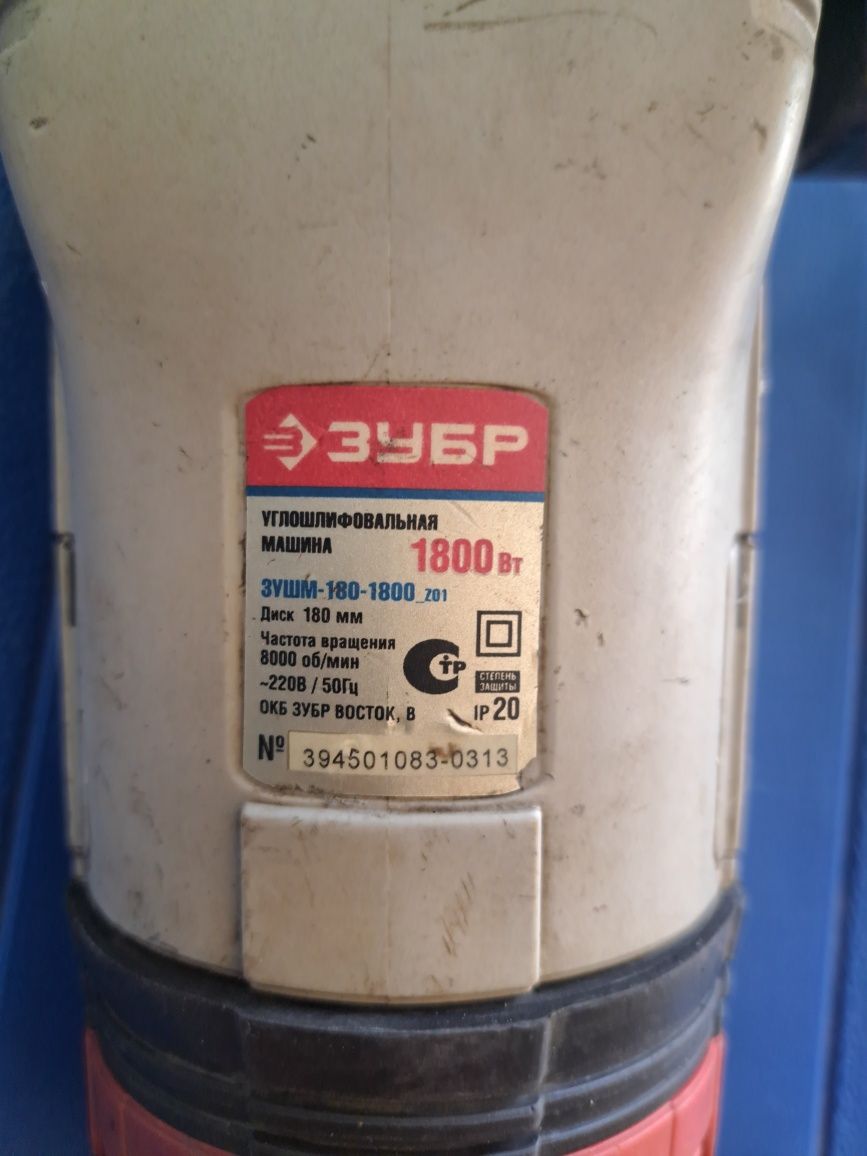 ЗУБР
УГЛОШЛИФОВАЛЬНАЯ
МАШИНА
1800 Вт
ЗУШМ-180-1800_Z01
Диск 180 мм
Частота вращения
8000 об/мин
~220В / 50Гц
ОКБ ЗУБР ВОСТОК, В
СТР
СТЕПЕНЬ
ЗАЩИТЫ
IP 20
№ 394501083-0313